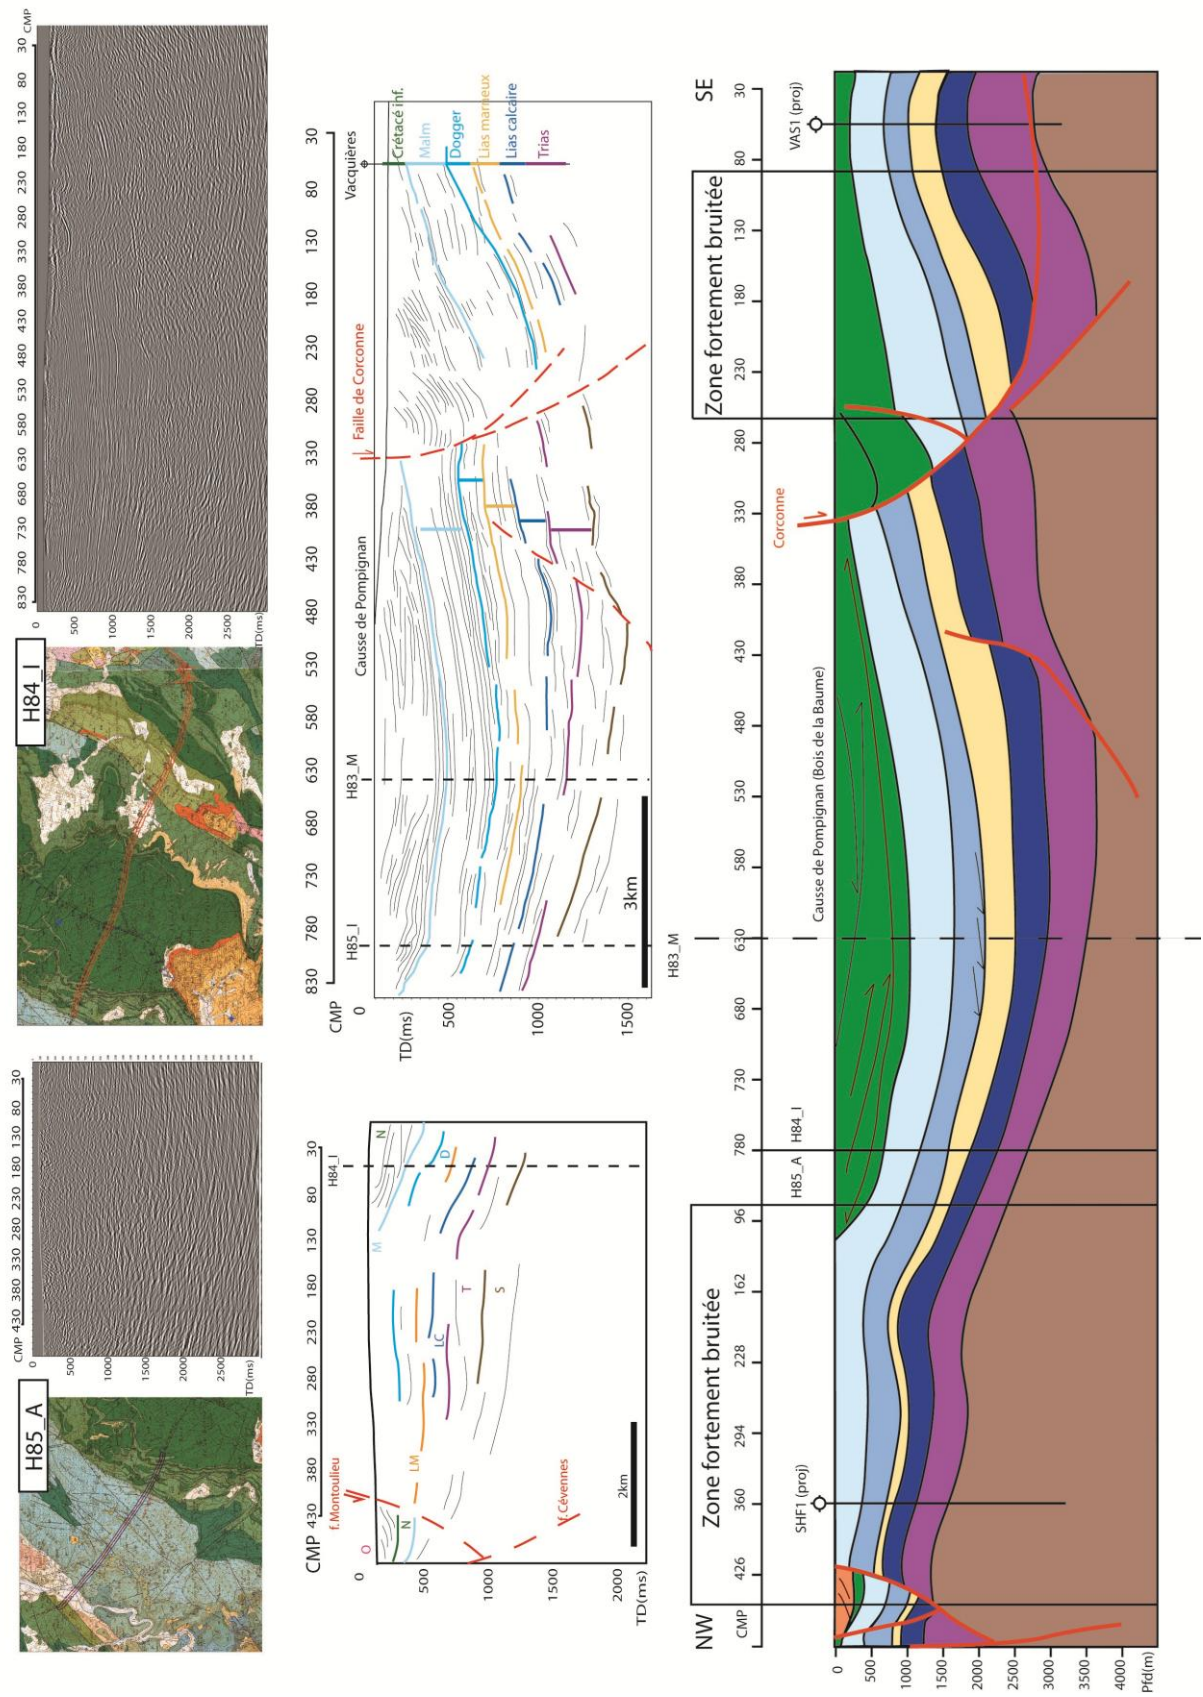 H85_A
CMP 430 380 330 280 230 180 130 80 30
0
500
1000
1500
2000
2500
TD(ms)
H84_I
830 780 730 680 630 580 530 480 430 380 330 280 230 180 130 80 30 CMP
0
500
1000
1500
2000
2500
TD(ms)
f.Montoulieu
H84_I
CMP 430 380 330 280 230 180 130 80 30
0
500
1000
1500
2000
TD(ms)
O
N
LM
LC
T
S
M
D
N
f.Cévennes
2km
H85_I
H83_M
Causse de Pompignan
Faille de Corconne
Vacquières
CMP 830 780 730 680 630 580 530 480 430 380 330 280 230 180 130 80 30
0
500
1000
1500
TD(ms)
Crétacé inf.
Malm
Dogger
Lias marneux
Lias calcaire
Trias
3km
H83_M
NW
Zone fortement bruitée
Zone fortement bruitée
SE
SHF1 (proj)
H85_A
H84_I
Causse de Pompignan (Bois de la Baume)
Corconne
VAS1 (proj)
CMP 426 360 294 228 162 96 780 730 680 630 580 530 480 430 380 330 280 230 180 130 80 30
0
500
1000
1500
2000
2500
3000
3500
4000
Pfd(m)